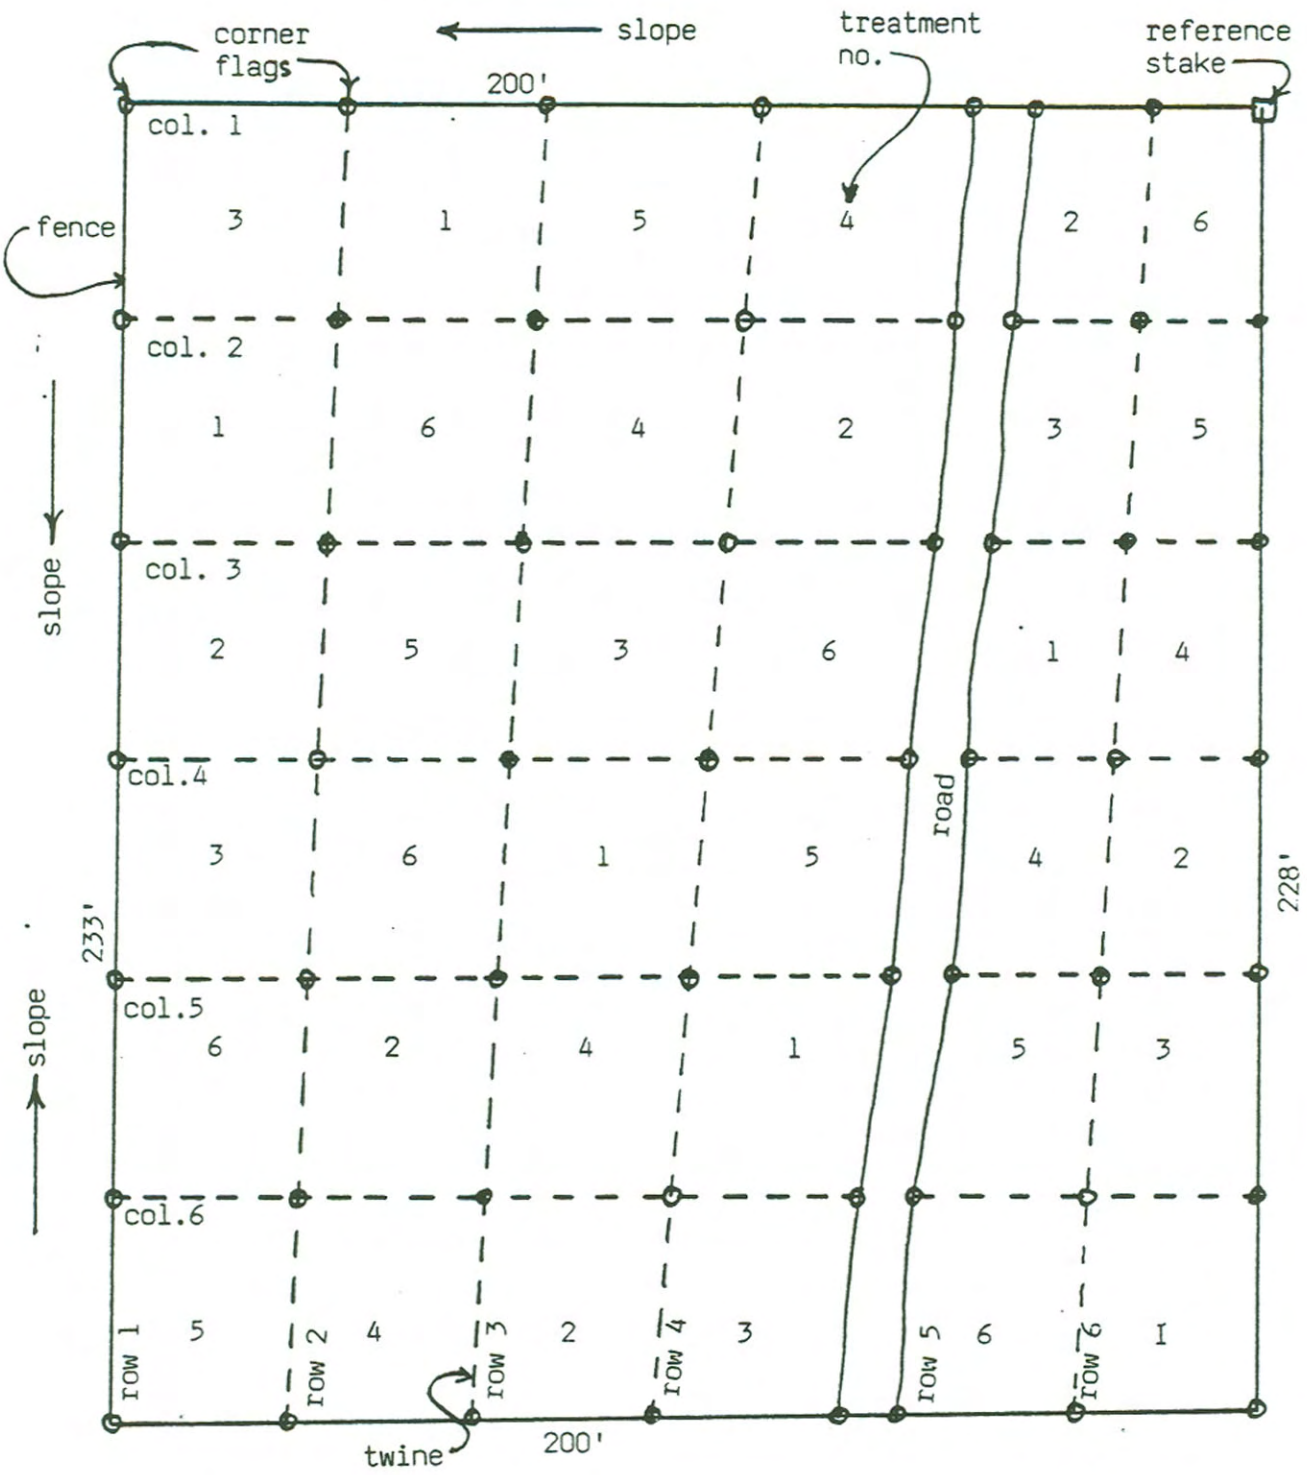 corner
flags
slope
treatment
no.
reference
stake
200'
col. 1
fence
3 1 5 4 2 6
col. 2
1 6 4 2 3 5
slope
col. 3
2 5 3 6 1 4
col.4
road
3 6 1 5 4 2
233'
228'
col.5
slope
6 2 4 1 5 3
col.6
row 1 5 row 2 4 row 3 2 row 4 3 row 5 6 row 6 I
twine
200'